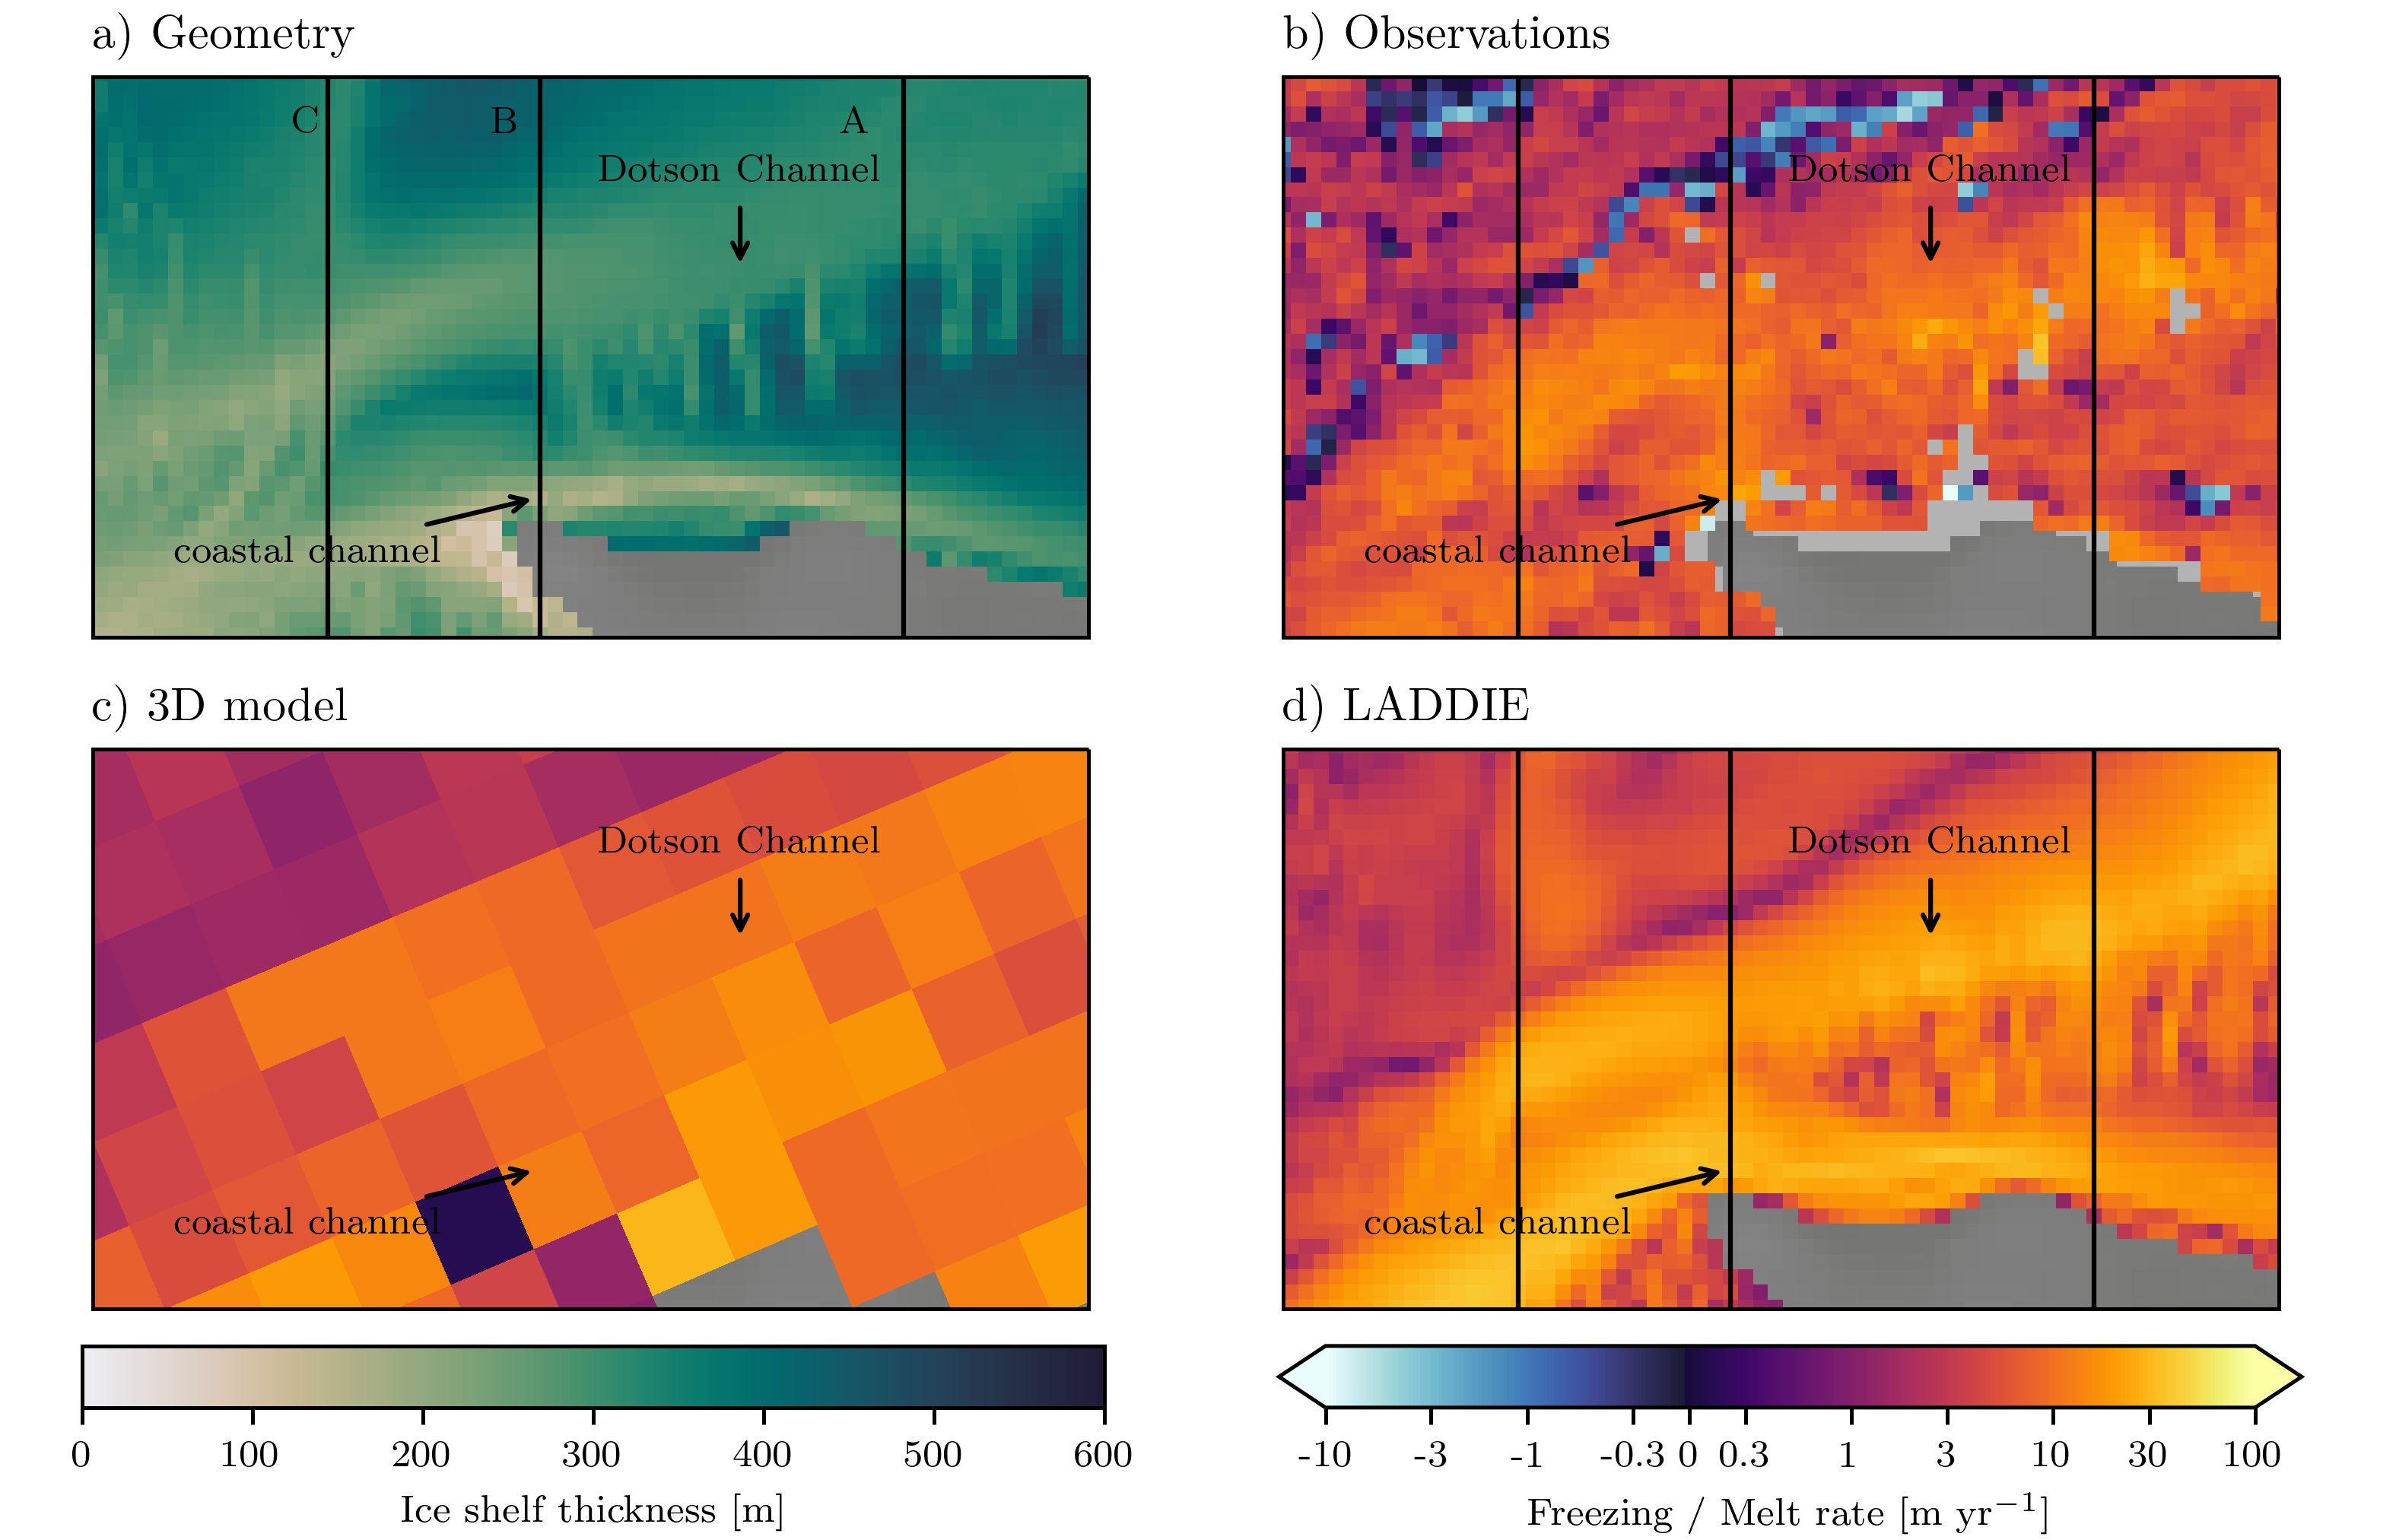 a) Geometry
C
B
A
Dotson Channel
coastal channel
b) Observations
Dotson Channel
coastal channel
c) 3D model
Dotson Channel
coastal channel
d) LADDIE
Dotson Channel
coastal channel
0 100 200 300 400 500 600
Ice shelf thickness [m]
-10 -3 -1 -0.3 0 0.3 1 3 10 30 100
Freezing / Melt rate [m yr⁻¹]